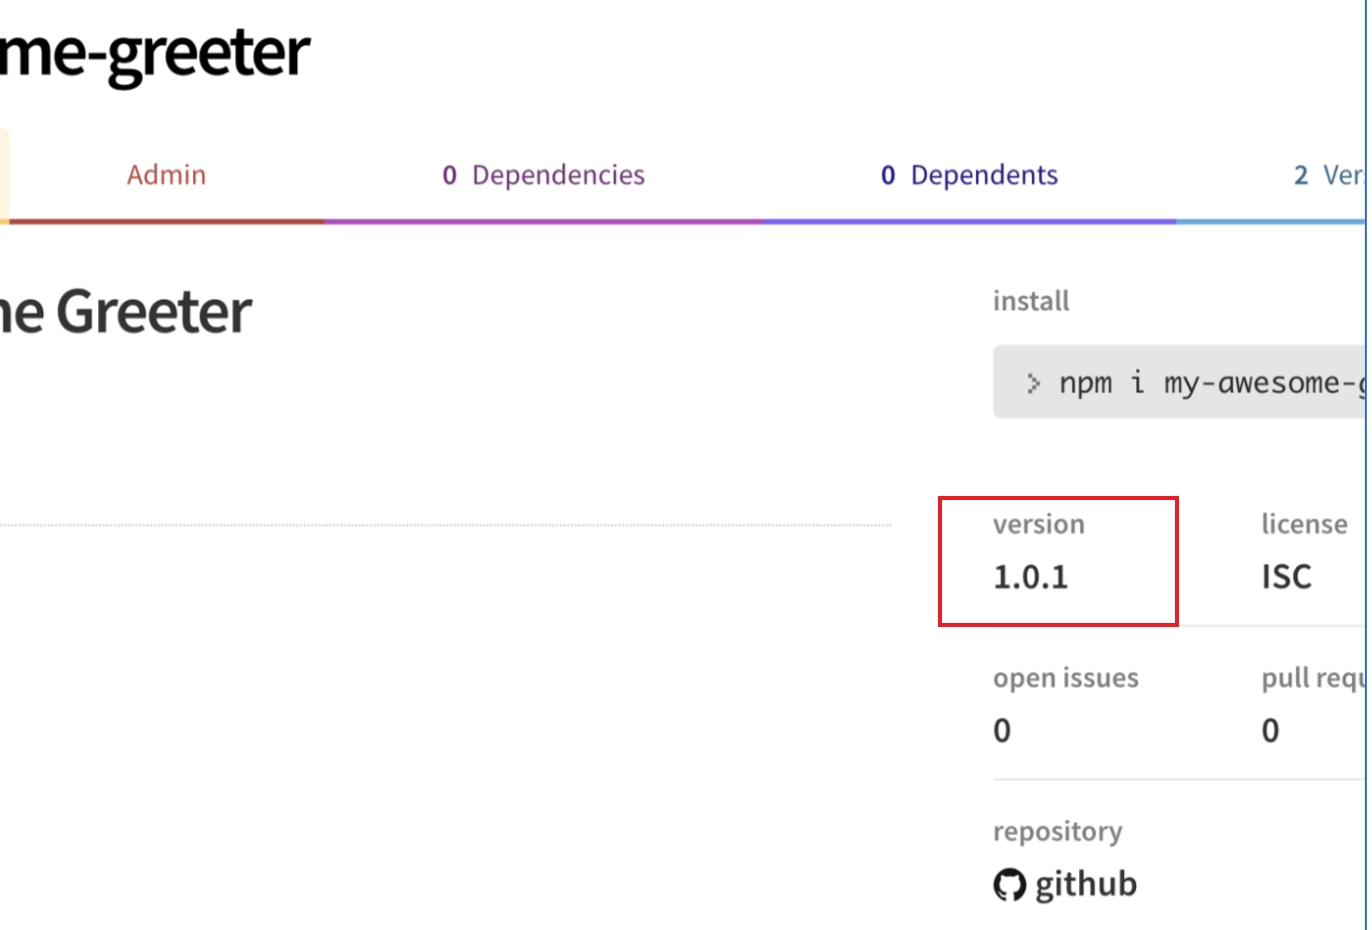 me-greeter
Admin
0 Dependencies
0 Dependents
2 Ver
ne Greeter
install
> npm i my-awesome-g
version
license
1.0.1
ISC
open issues
pull requ
0
0
repository
github